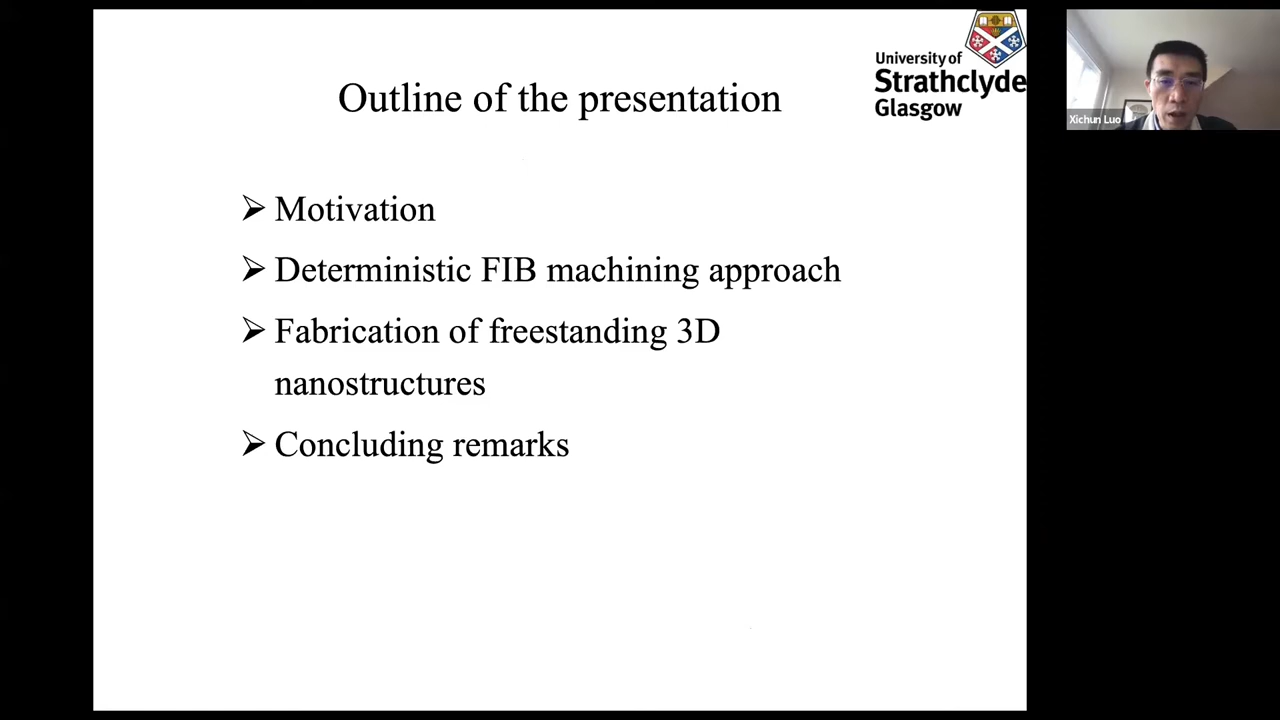 Outline of the presentation
University of
Strathclyde
Glasgow
Xichun Luo
➢ Motivation
➢ Deterministic FIB machining approach
➢ Fabrication of freestanding 3D
nanostructures
➢ Concluding remarks